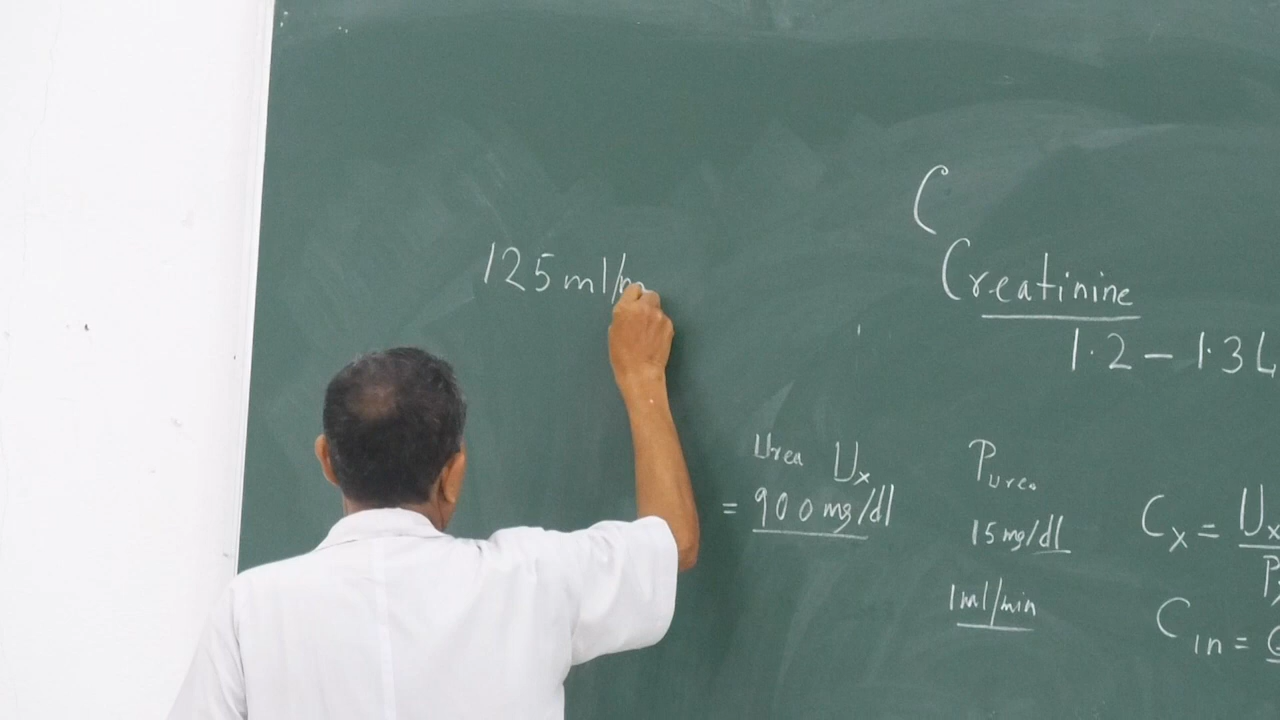 125 ml/m
C
Creatinine
1.2 – 1.3 L
Urea Ux
= 900 mg/dl
Purea
15 mg/dl
1 ml/min
Cx = Ux
P
Cin =